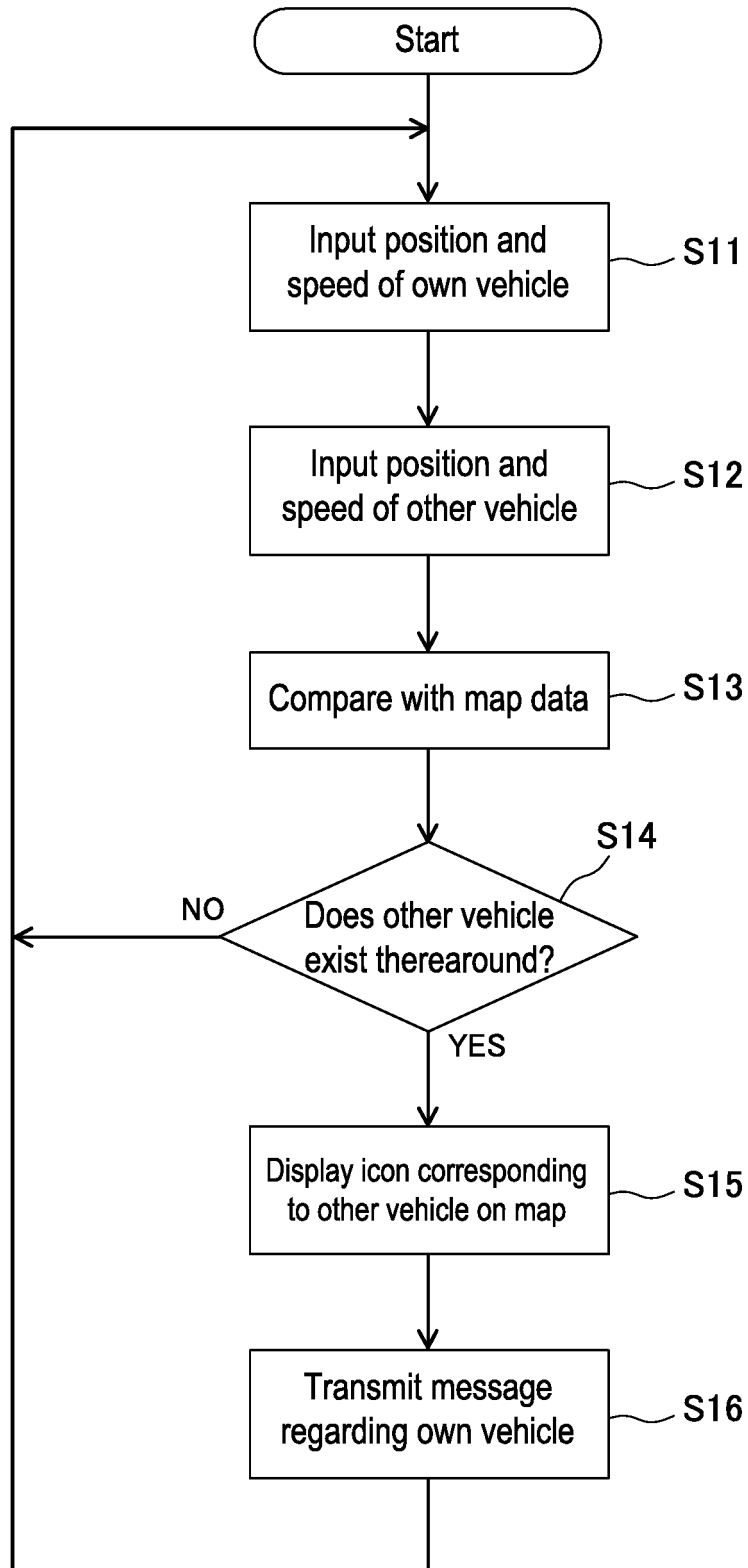 Start
Input position and
speed of own vehicle
S11
Input position and
speed of other vehicle
S12
Compare with map data
S13
S14
NO
Does other vehicle
exist therearound?
YES
Display icon corresponding
to other vehicle on map
S15
Transmit message
regarding own vehicle
S16